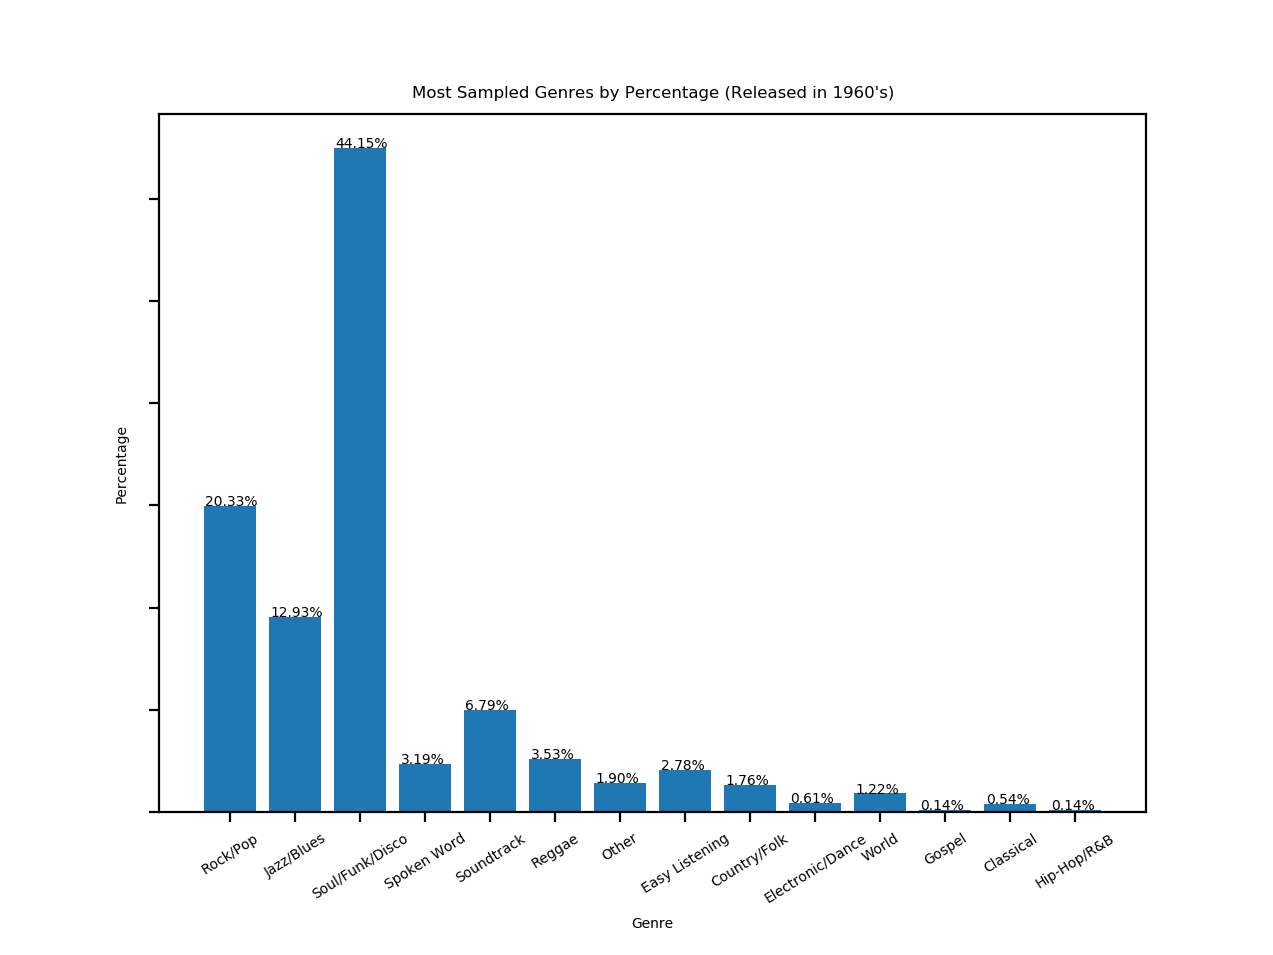 Most Sampled Genres by Percentage (Released in 1960's)
44.15%
20.33%
12.93%
6.79%
3.19%
3.53%
1.90%
2.78%
1.76%
0.61%
1.22%
0.14%
0.54%
0.14%
Percentage
Rock/Pop
Jazz/Blues
Soul/Funk/Disco
Spoken Word
Soundtrack
Reggae
Other
Easy Listening
Country/Folk
Electronic/Dance
World
Gospel
Classical
Hip-Hop/R&B
Genre